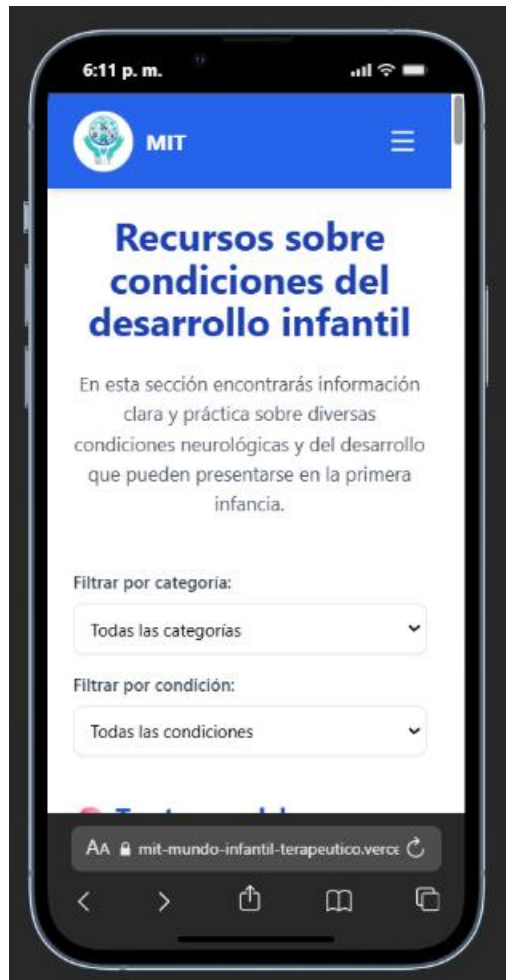 6:11 p. m.
MIT
Recursos sobre
condiciones del
desarrollo infantil
En esta sección encontrarás información
clara y práctica sobre diversas
condiciones neurológicas y del desarrollo
que pueden presentarse en la primera
infancia.
Filtrar por categoría:
Todas las categorías
Filtrar por condición:
Todas las condiciones
AA mit-mundo-infantil-terapeutico.verce